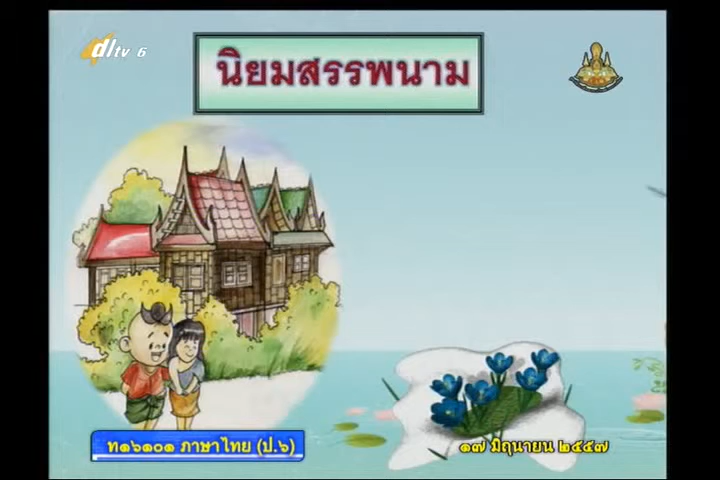 dltv 6
นิยมสรรพนาม
ท๑๖๑๐๑ ภาษาไทย (ป.๖)
๑๗ มิถุนายน ๒๕๕๗